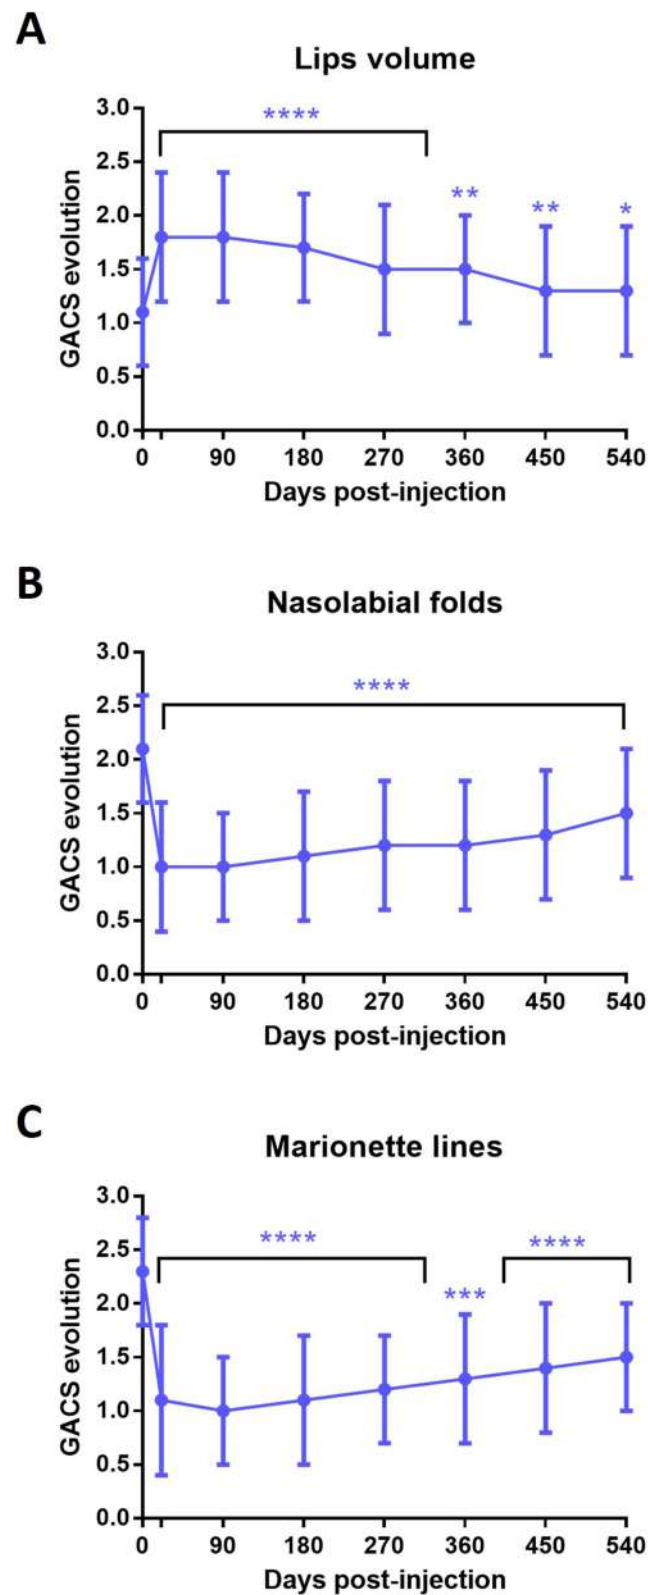 A
Lips volume
****
3.0
2.5
** ** *
2.0
1.5
1.0
0.5
0.0
GACS evolution
0 90 180 270 360 450 540
Days post-injection
B
Nasolabial folds
3.0
****
2.5
2.0
1.5
1.0
0.5
0.0
GACS evolution
0 90 180 270 360 450 540
Days post-injection
C
Marionette lines
3.0
**** ****
2.5
***
2.0
1.5
1.0
0.5
0.0
GACS evolution
0 90 180 270 360 450 540
Days post-injection